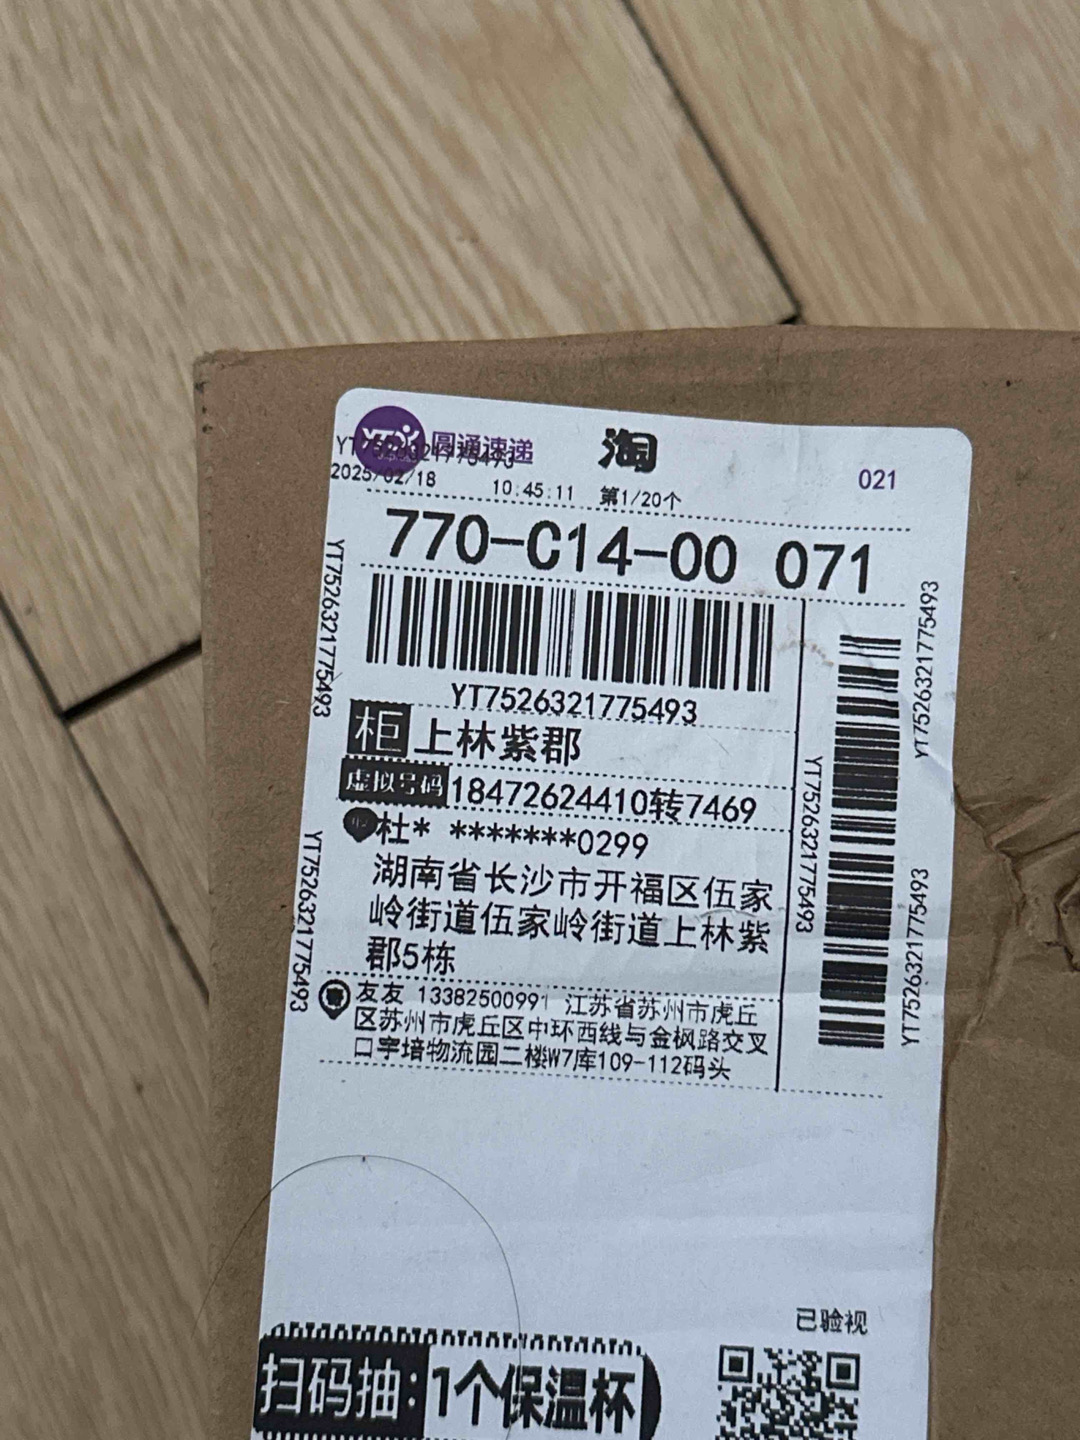 圆通速递
淘
021
YT7526321775493
2025/02/18 10:45:11 第1/20个
770-C14-00 071
YT7526321775493
柜 上林紫郡
虚拟号码 18472624410转7469
杜* *******0299
湖南省长沙市开福区伍家
岭街道伍家岭街道上林紫
郡5栋
友友 13382500991 江苏省苏州市虎丘
区苏州市虎丘区中环西线与金枫路交叉
口宇培物流园二楼W7库109-112码头
YT7526321775493
YT7526321775493
YT7526321775493
YT7526321775493
YT7526321775493
已验视
扫码抽:1个保温杯